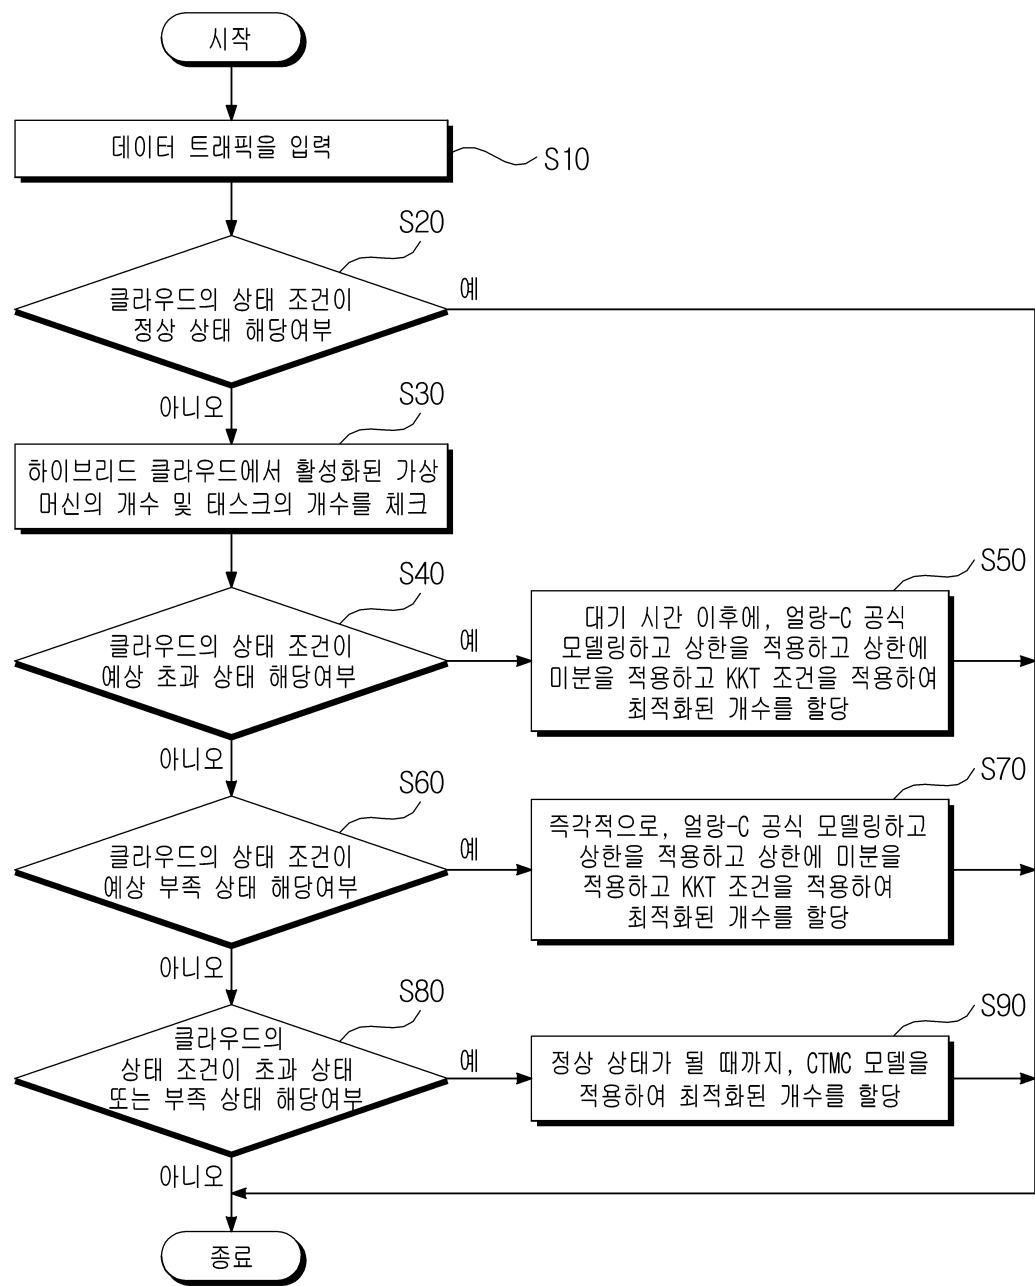 시작
데이터 트래픽을 입력
S10
S20
클라우드의 상태 조건이
정상 상태 해당여부
예
아니오
S30
하이브리드 클라우드에서 활성화된 가상
머신의 개수 및 태스크의 개수를 체크
S40
클라우드의 상태 조건이
예상 초과 상태 해당여부
예
S50
대기 시간 이후에, 얼랑-C 공식
모델링하고 상한을 적용하고 상한에
미분을 적용하고 KKT 조건을 적용하여
최적화된 개수를 할당
아니오
S60
클라우드의 상태 조건이
예상 부족 상태 해당여부
예
S70
즉각적으로, 얼랑-C 공식 모델링하고
상한을 적용하고 상한에 미분을
적용하고 KKT 조건을 적용하여
최적화된 개수를 할당
아니오
S80
클라우드의
상태 조건이 초과 상태
또는 부족 상태 해당여부
예
S90
정상 상태가 될 때까지, CTMC 모델을
적용하여 최적화된 개수를 할당
아니오
종료